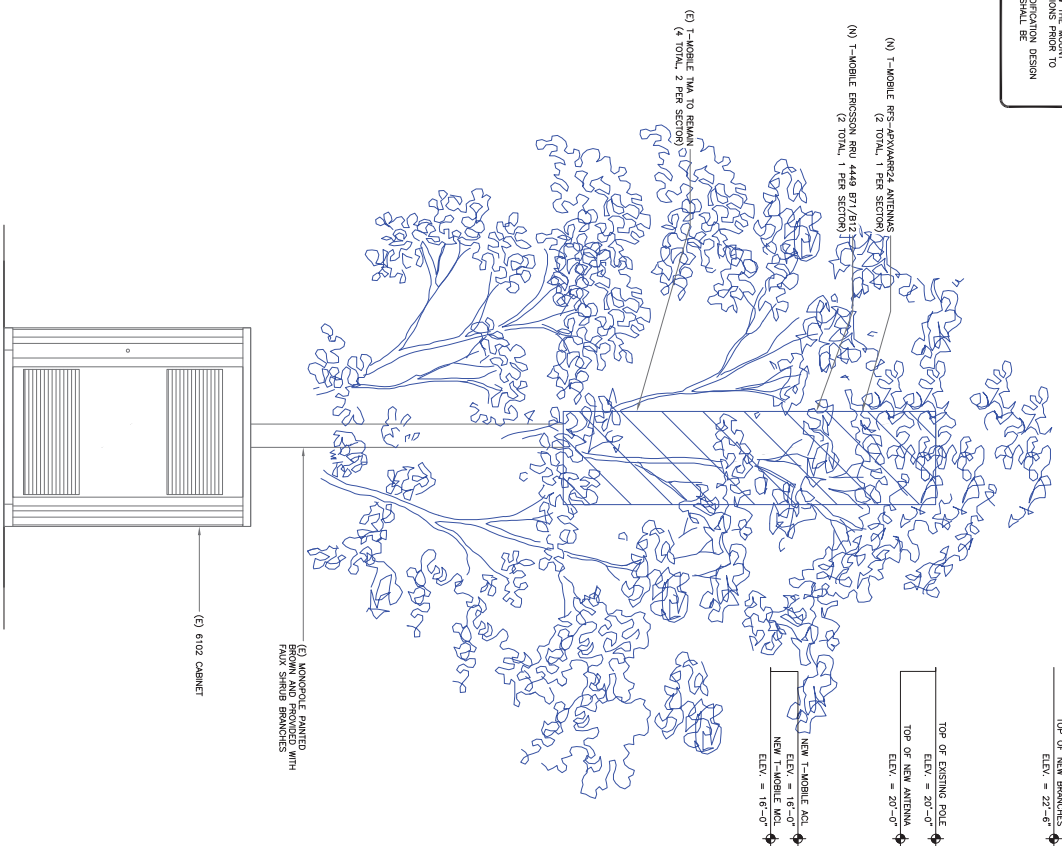 THE MOUNT
IONS PRIOR TO
DIFICATION DESIGN
SHALL BE
(N) T-MOBILE RFS-APXVAARR24 ANTENNAS
(2 TOTAL, 1 PER SECTOR)
(N) T-MOBILE ERICSSON RRU 4449 B71/B12
(2 TOTAL, 1 PER SECTOR)
(E) T-MOBILE TMA TO REMAIN
(4 TOTAL, 2 PER SECTOR)
TOP OF NEW BRANCHES
ELEV. = 22'-6"
TOP OF EXISTING POLE
ELEV. = 20'-0"
TOP OF NEW ANTENNA
ELEV. = 20'-0"
NEW T-MOBILE ACL
ELEV. = 16'-0"
NEW T-MOBILE MCL
ELEV. = 16'-0"
(E) MONOPOLE PAINTED
BROWN AND PROVIDED WITH
FAUX SHRUB BRANCHES
(E) 6102 CABINET